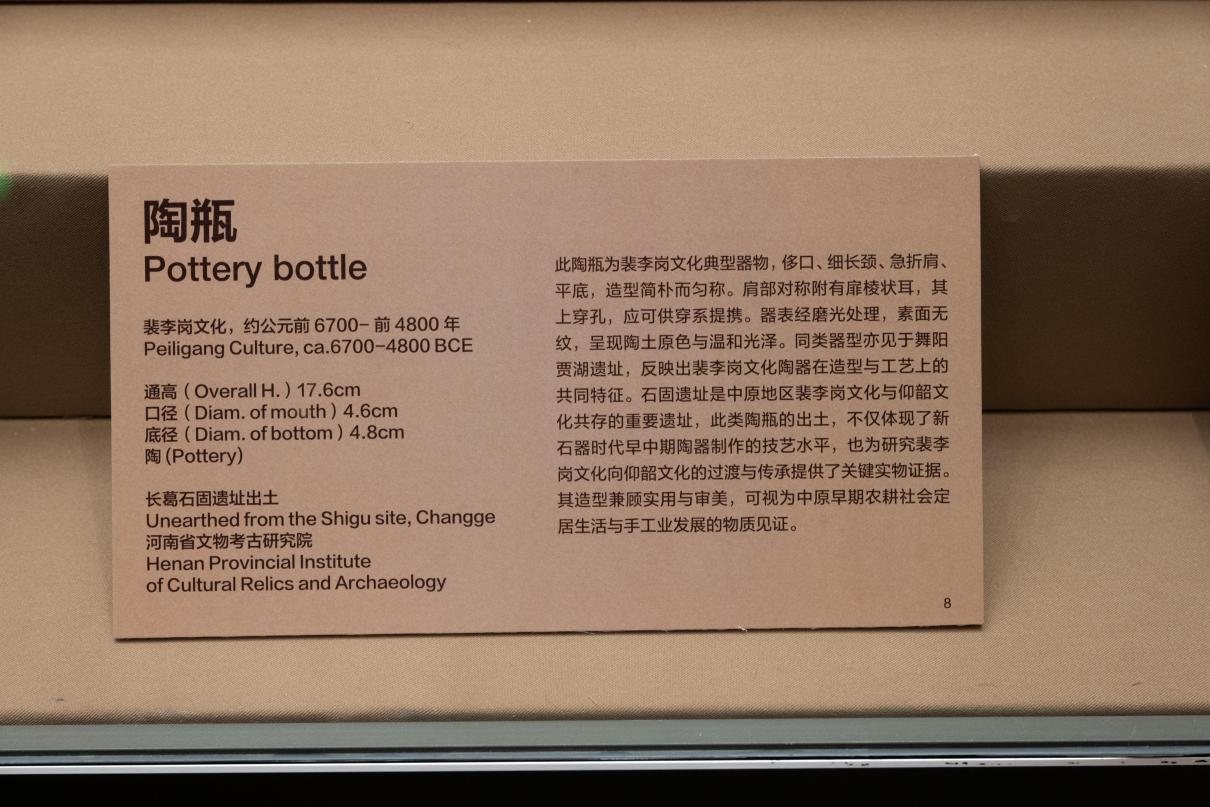 陶瓶
Pottery bottle
裴李岗文化，约公元前 6700– 前 4800 年
Peiligang Culture, ca.6700–4800 BCE
通高（Overall H.）17.6cm
口径（Diam. of mouth）4.6cm
底径（Diam. of bottom）4.8cm
陶 (Pottery)
长葛石固遗址出土
Unearthed from the Shigu site, Changge
河南省文物考古研究院
Henan Provincial Institute
of Cultural Relics and Archaeology
此陶瓶为裴李岗文化典型器物，侈口、细长颈、急折肩、
平底，造型简朴而匀称。肩部对称附有扉棱状耳，其
上穿孔，应可供穿系提携。器表经磨光处理，素面无
纹，呈现陶土原色与温和光泽。同类器型亦见于舞阳
贾湖遗址，反映出裴李岗文化陶器在造型与工艺上的
共同特征。石固遗址是中原地区裴李岗文化与仰韶文
化共存的重要遗址，此类陶瓶的出土，不仅体现了新
石器时代早中期陶器制作的技艺水平，也为研究裴李
岗文化向仰韶文化的过渡与传承提供了关键实物证据。
其造型兼顾实用与审美，可视为中原早期农耕社会定
居生活与手工业发展的物质见证。
8